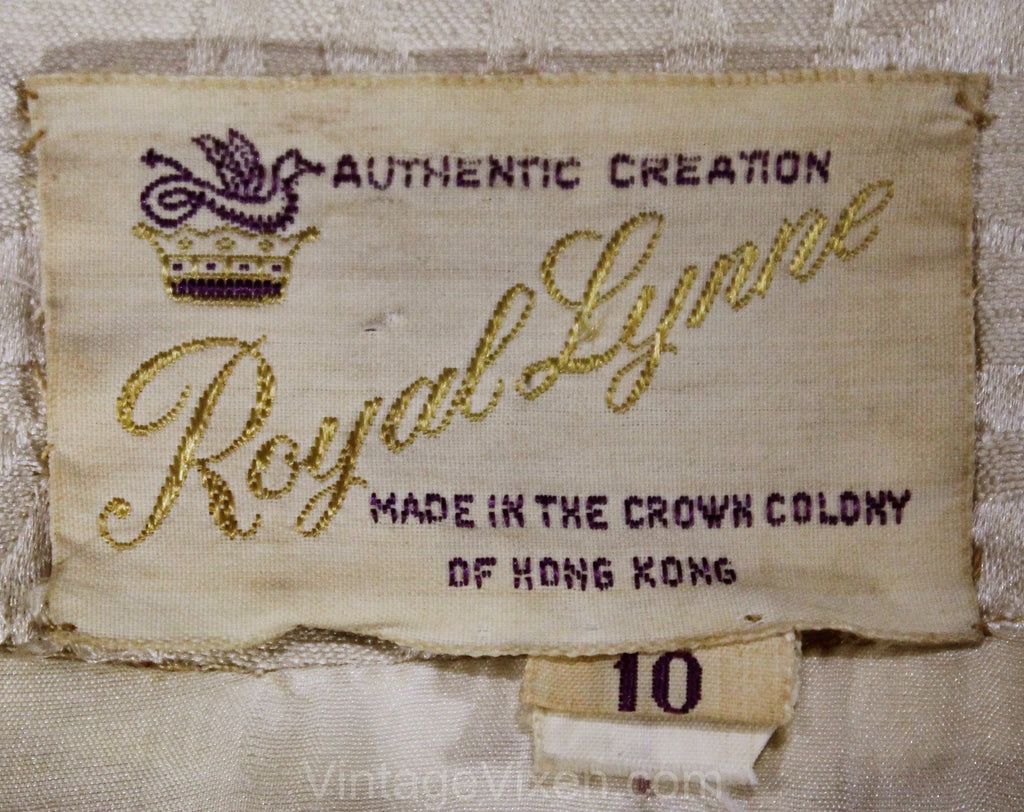 AUTHENTIC CREATION
Royal Lynne
MADE IN THE CROWN COLONY
OF HONG KONG
10
VintageVixen.com